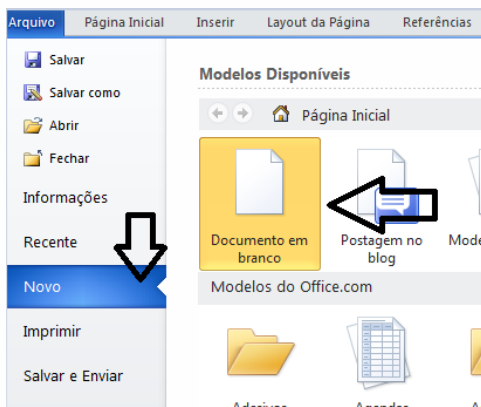 Arquivo Página Inicial Inserir Layout da Página Referências
Salvar
Salvar como
Abrir
Fechar
Informações
Recente
Novo
Imprimir
Salvar e Enviar
Modelos Disponíveis
Página Inicial
Documento em
branco
Postagem no
blog
Modelos do Office.com